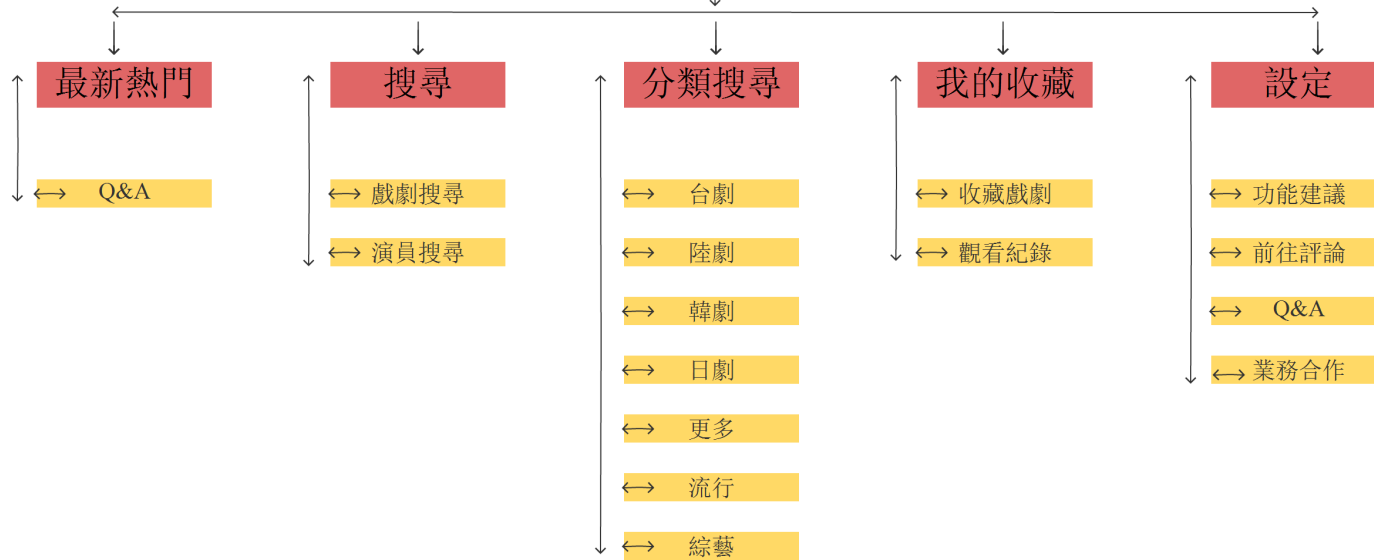 最新熱門
搜尋
分類搜尋
我的收藏
設定
Q&A
戲劇搜尋
台劇
收藏戲劇
功能建議
演員搜尋
陸劇
觀看紀錄
前往評論
韓劇
Q&A
日劇
業務合作
更多
流行
綜藝